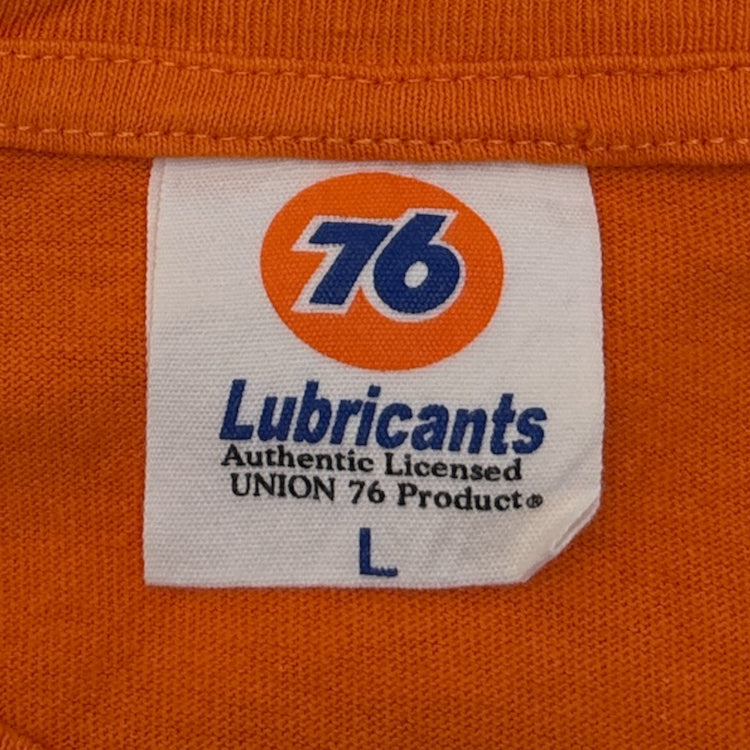 76
Lubricants
Authentic Licensed
UNION 76 Product®
L